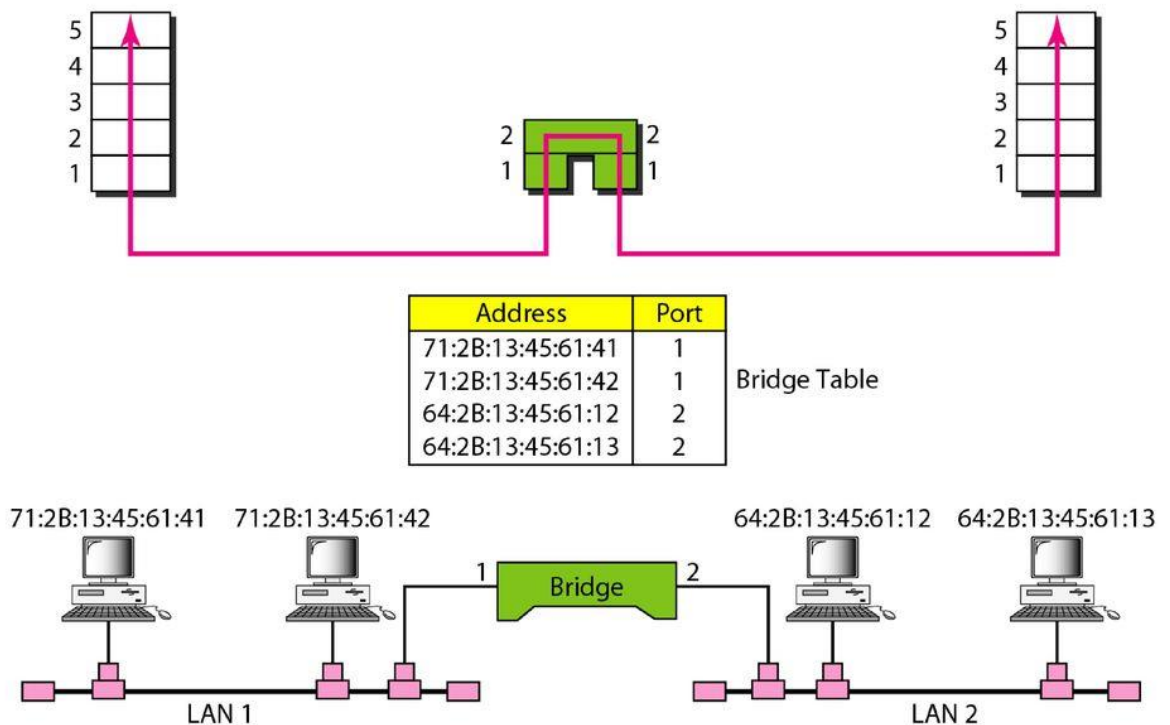 5
4
3
2
1
2 2
1 1
5
4
3
2
1
Address Port
71:2B:13:45:61:41 1
71:2B:13:45:61:42 1
64:2B:13:45:61:12 2
64:2B:13:45:61:13 2
Bridge Table
71:2B:13:45:61:41 71:2B:13:45:61:42 64:2B:13:45:61:12 64:2B:13:45:61:13
1 Bridge 2
LAN 1 LAN 2